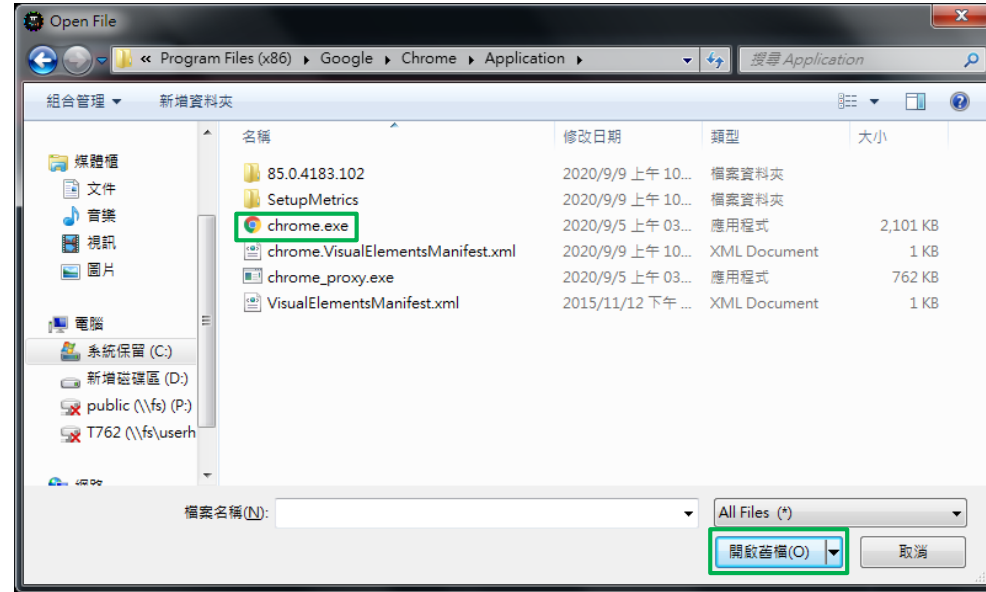 Open File
« Program Files (x86) ▸ Google ▸ Chrome ▸ Application ▸ 搜尋 Application
組合管理 ▼ 新增資料夾
名稱 修改日期 類型 大小
媒體櫃
文件
音樂
視訊
圖片
電腦
系統保留 (C:)
新增磁碟區 (D:)
public (\\fs) (P:)
T762 (\\fs\userh
網路
85.0.4183.102 2020/9/9 上午 10... 檔案資料夾
SetupMetrics 2020/9/9 上午 10... 檔案資料夾
chrome.exe 2020/9/5 上午 03... 應用程式 2,101 KB
chrome.VisualElementsManifest.xml 2020/9/9 上午 10... XML Document 1 KB
chrome_proxy.exe 2020/9/5 上午 03... 應用程式 762 KB
VisualElementsManifest.xml 2015/11/12 下午 ... XML Document 1 KB
檔案名稱(N): All Files (*)
開啟舊檔(O) 取消